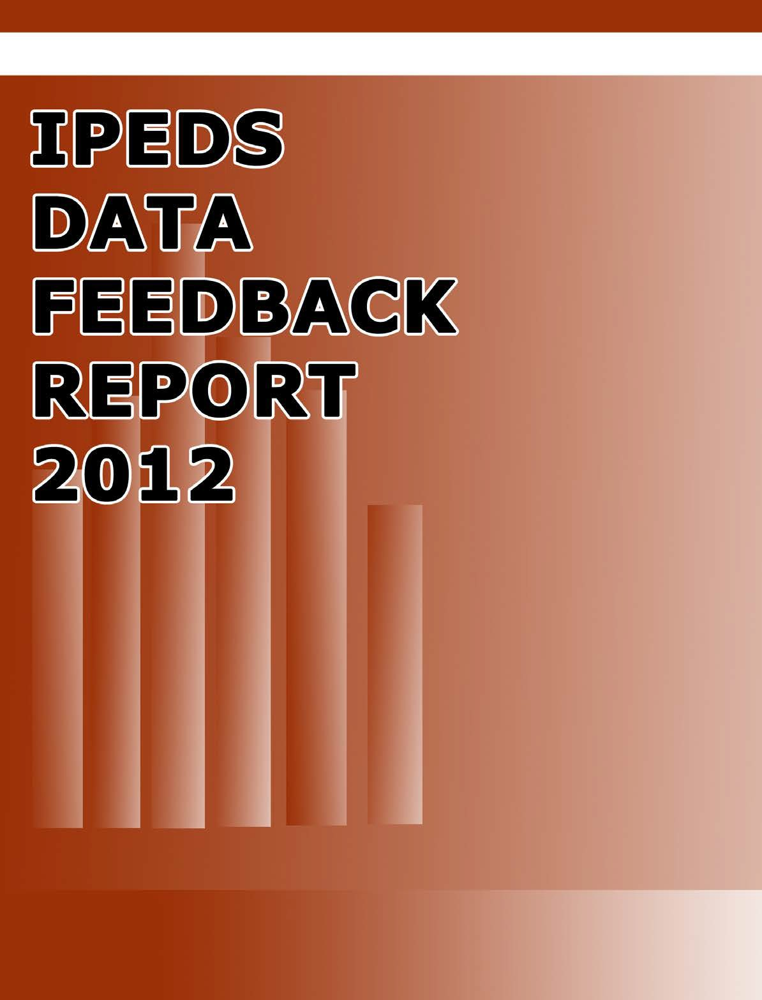 IPEDS
DATA
FEEDBACK
REPORT
2012